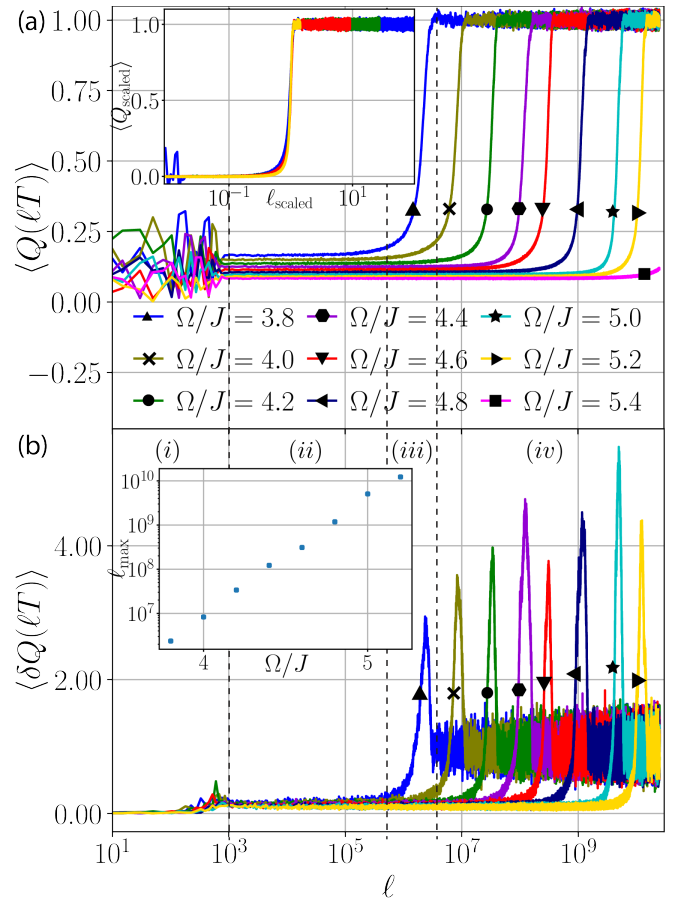 (a)
1.00
0.75
0.50
0.25
0.00
−0.25
⟨Q(ℓT)⟩
1.0
0.5
0.0
⟨Q_scaled⟩
10^−1 ℓ_scaled 10^1
Ω/J = 3.8 Ω/J = 4.4 Ω/J = 5.0
Ω/J = 4.0 Ω/J = 4.6 Ω/J = 5.2
Ω/J = 4.2 Ω/J = 4.8 Ω/J = 5.4
(b)
(i) (ii) (iii) (iv)
4.00
2.00
0.00
⟨δQ(ℓT)⟩
10^10
10^9
10^8
10^7
ℓ_max
4 Ω/J 5
10^1 10^3 10^5 10^7 10^9
ℓ